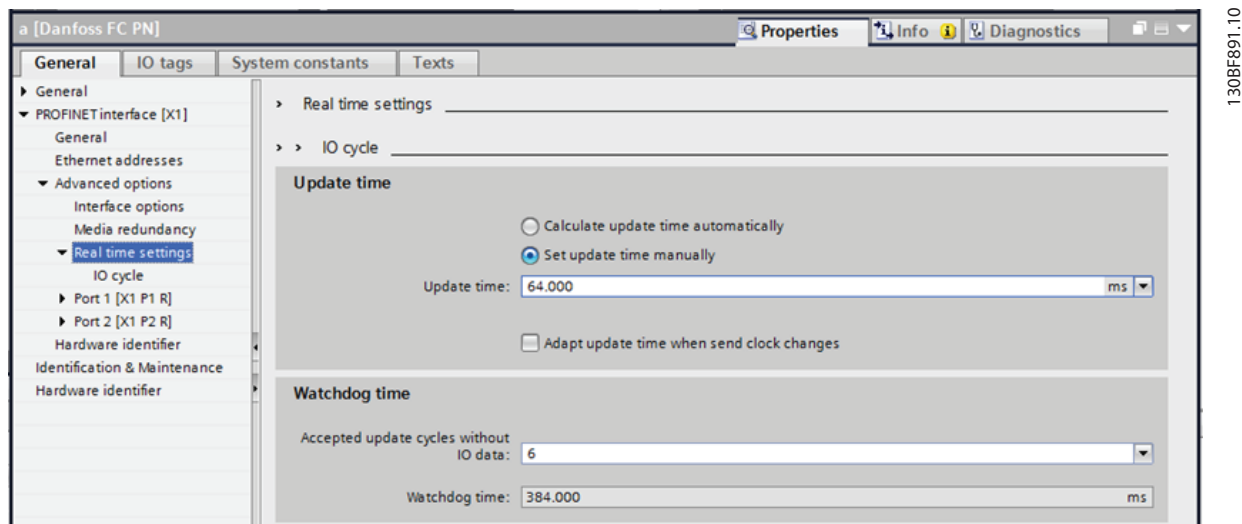 a [Danfoss FC PN]
Properties Info Diagnostics
General IO tags System constants Texts
General
PROFINET interface [X1]
General
Ethernet addresses
Advanced options
Interface options
Media redundancy
Real time settings
IO cycle
Port 1 [X1 P1 R]
Port 2 [X1 P2 R]
Hardware identifier
Identification & Maintenance
Hardware identifier
Real time settings
IO cycle
Update time
Calculate update time automatically
Set update time manually
Update time: 64.000 ms
Adapt update time when send clock changes
Watchdog time
Accepted update cycles without
IO data: 6
Watchdog time: 384.000 ms
130BF891.10